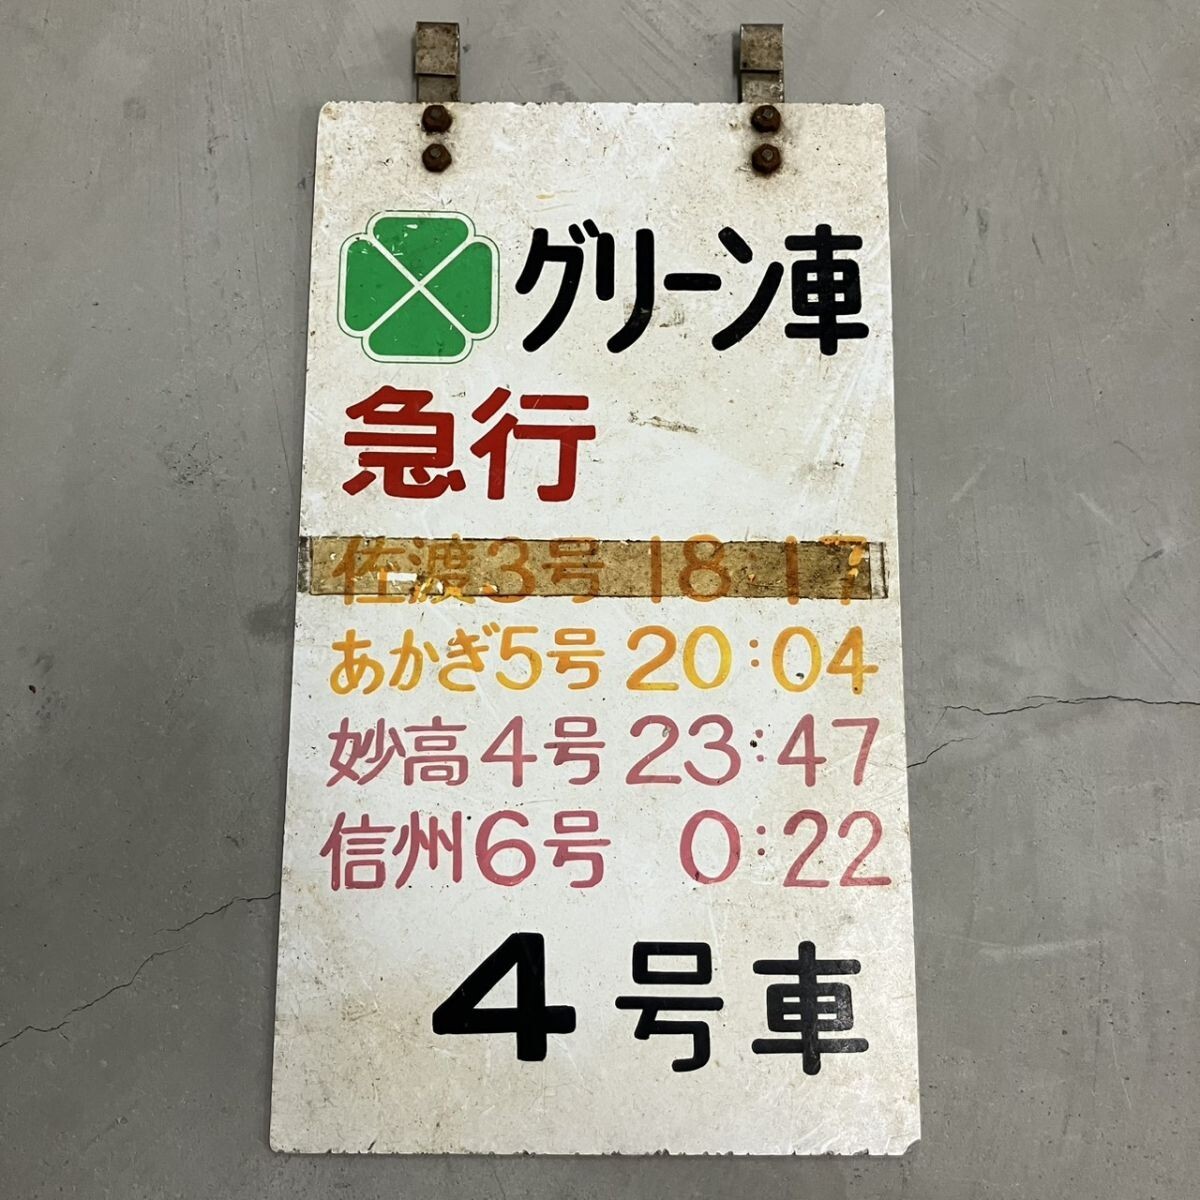 グリーン車
急行
佐渡3号 18:17
あかぎ5号 20:04
妙高4号 23:47
信州6号 0:22
4号車